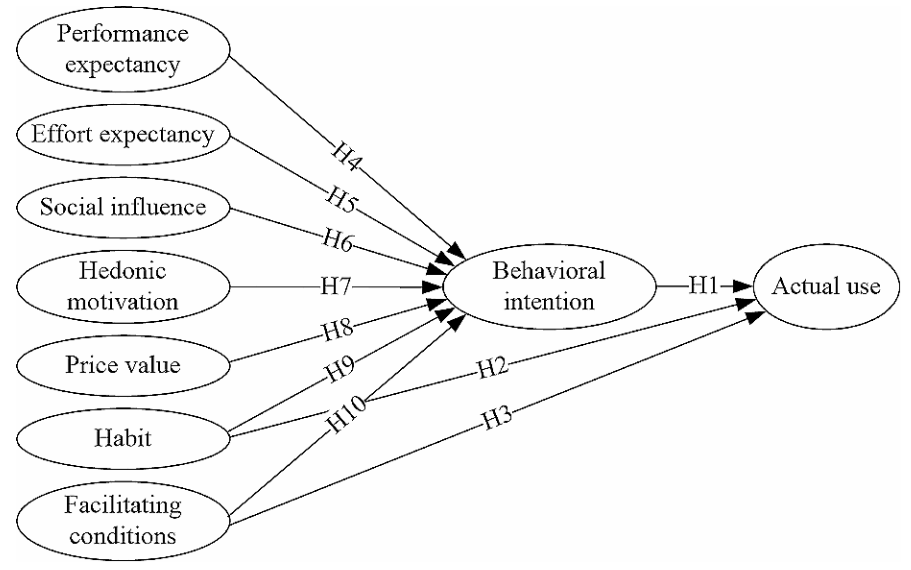 Performance
expectancy
Effort expectancy
Social influence
Hedonic
motivation
Price value
Habit
Facilitating
conditions
H4
H5
H6
H7
H8
H9
H10
Behavioral
intention
H1
H2
H3
Actual use